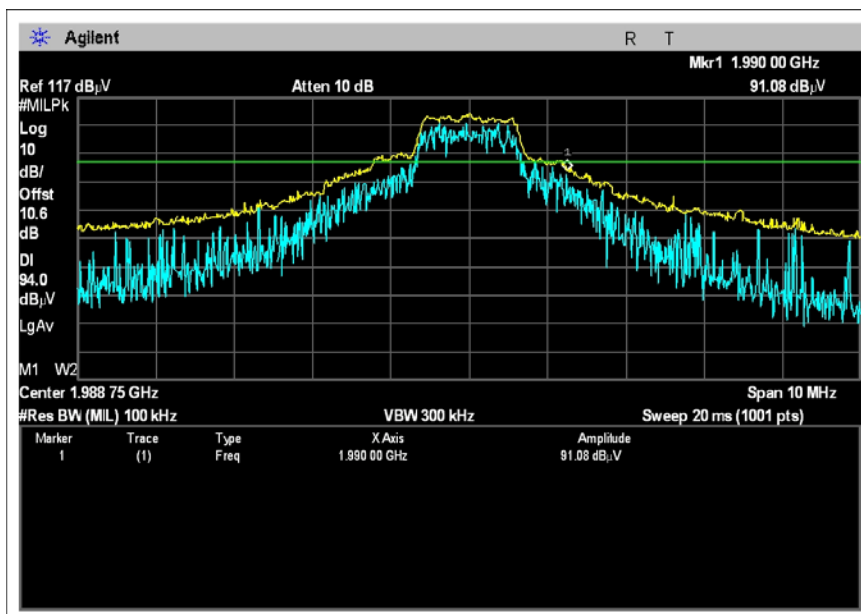 Agilent R T
Mkr1 1.990 00 GHz
Ref 117 dBµV Atten 10 dB 91.08 dBµV
#MILPk
Log
10
dB/
Offst
10.6
dB
DI
94.0
dBµV
LgAv
1
M1 W2
Center 1.988 75 GHz Span 10 MHz
#Res BW (MIL) 100 kHz VBW 300 kHz Sweep 20 ms (1001 pts)
Marker Trace Type X Axis Amplitude
1 (1) Freq 1.990 00 GHz 91.08 dBµV